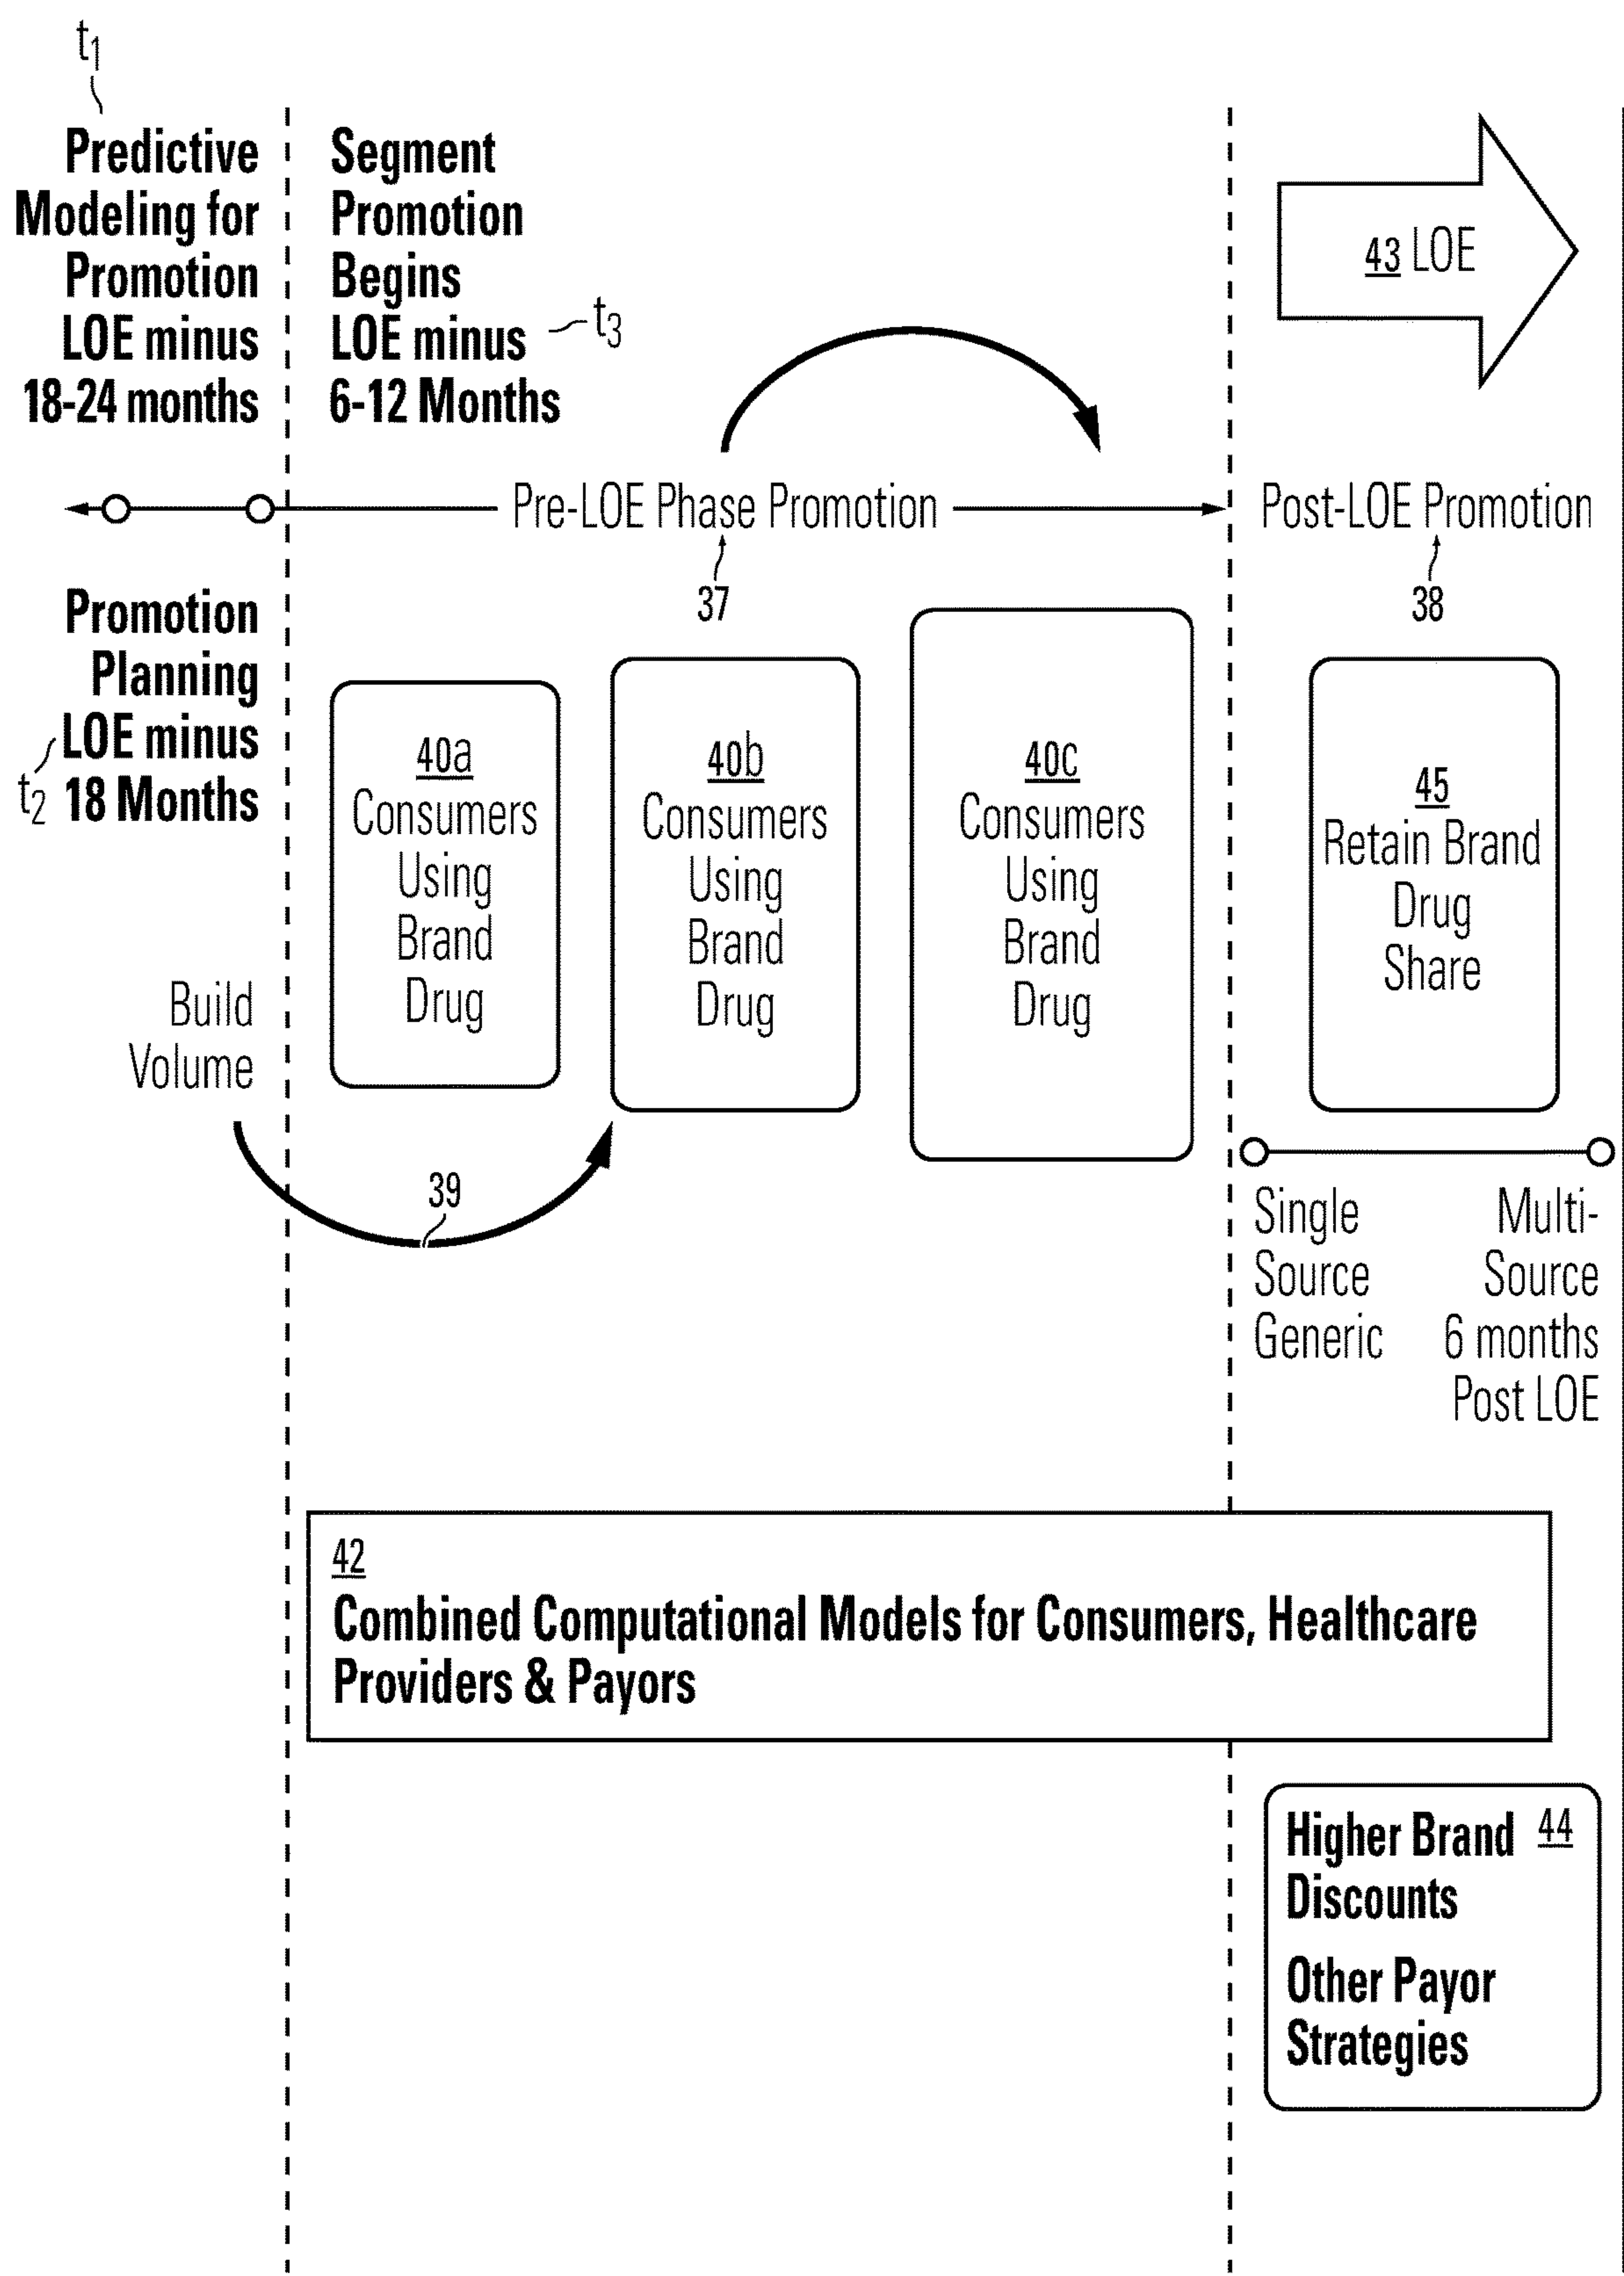 t1
Predictive
Modeling for
Promotion
LOE minus
18-24 months
Segment
Promotion
Begins
LOE minus
6-12 Months
t3
43 LOE
Pre-LOE Phase Promotion
37
Post-LOE Promotion
38
Promotion
Planning
LOE minus
18 Months
t2
40a
Consumers
Using
Brand
Drug
40b
Consumers
Using
Brand
Drug
40c
Consumers
Using
Brand
Drug
45
Retain Brand
Drug
Share
Build
Volume
39
Single
Source
Generic
Multi-
Source
6 months
Post LOE
42
Combined Computational Models for Consumers, Healthcare
Providers & Payors
Higher Brand 44
Discounts
Other Payor
Strategies